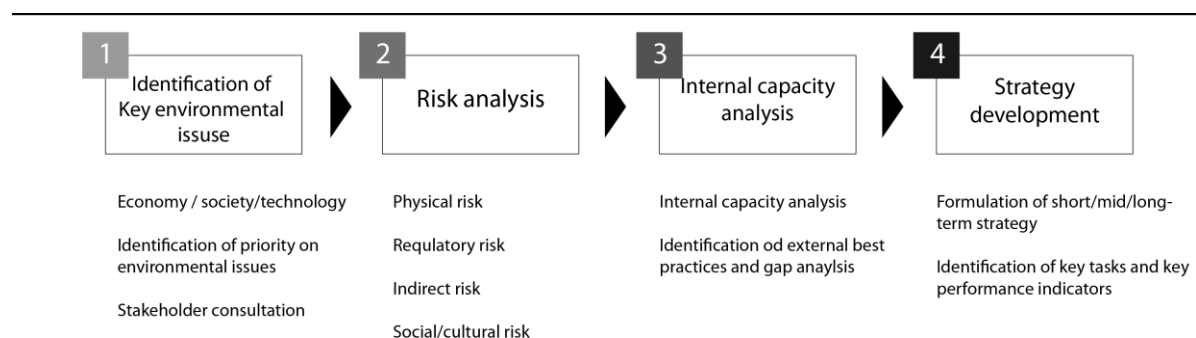 1
Identification of
Key environmental
issuse
Economy / society/technology
Identification of priority on
environmental issues
Stakeholder consultation
2
Risk analysis
Physical risk
Requlatory risk
Indirect risk
Social/cultural risk
3
Internal capacity
analysis
Internal capacity analysis
Identification od external best
practices and gap anaylsis
4
Strategy
development
Formulation of short/mid/long-
term strategy
Identification of key tasks and key
performance indicators